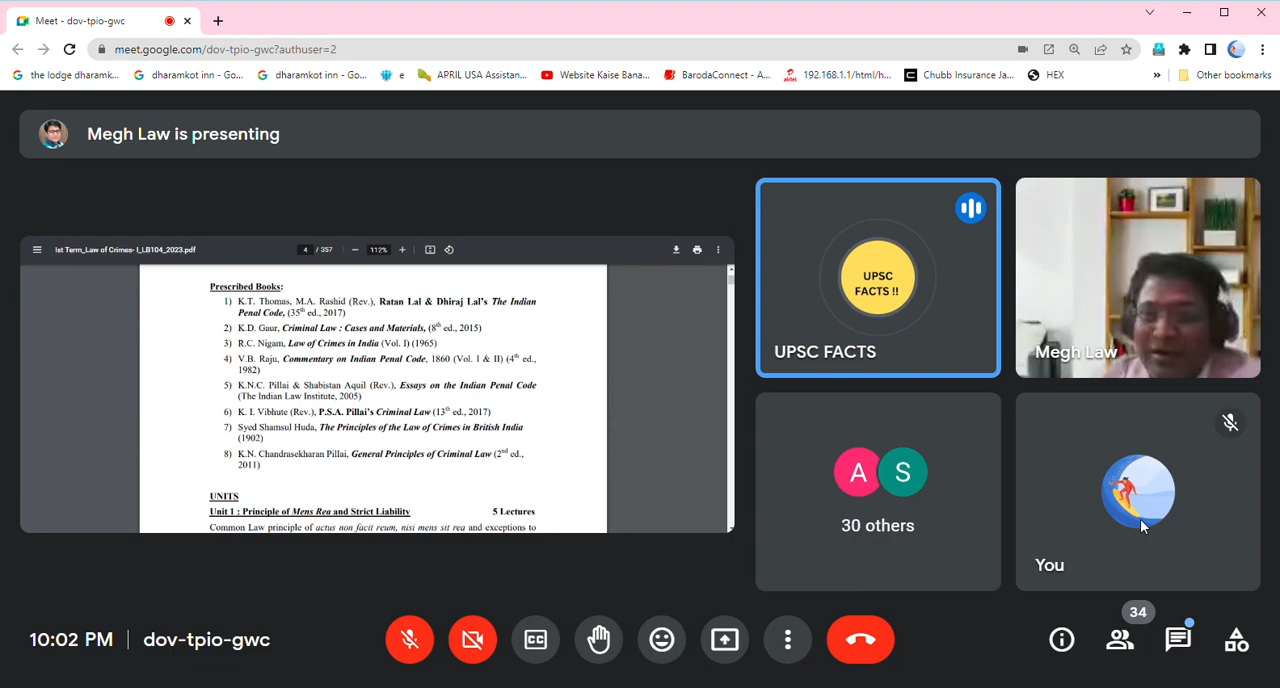 Meet - dov-tpio-gwc
meet.google.com/dov-tpio-gwc?authuser=2
the lodge dharamk...
dharamkot inn - Go...
dharamkot inn - Go...
e
APRIL USA Assistan...
Website Kaise Bana...
BarodaConnect - A...
192.168.1.1/html/h...
Chubb Insurance Ja...
HEX
Other bookmarks
Megh Law is presenting
Ist Term_Law of Crimes- I_LB104_2023.pdf
4 / 357
112%
Prescribed Books:
1) K.T. Thomas, M.A. Rashid (Rev.), Ratan Lal & Dhiraj Lal's The Indian
Penal Code, (35th ed., 2017)
2) K.D. Gaur, Criminal Law : Cases and Materials, (8th ed., 2015)
3) R.C. Nigam, Law of Crimes in India (Vol. I) (1965)
4) V.B. Raju, Commentary on Indian Penal Code, 1860 (Vol. I & II) (4th ed.,
1982)
5) K.N.C. Pillai & Shabistan Aquil (Rev.), Essays on the Indian Penal Code
(The Indian Law Institute, 2005)
6) K. I. Vibhute (Rev.), P.S.A. Pillai's Criminal Law (13th ed., 2017)
7) Syed Shamsul Huda, The Principles of the Law of Crimes in British India
(1902)
8) K.N. Chandrasekharan Pillai, General Principles of Criminal Law (2nd ed.,
2011)
UNITS
Unit 1 : Principle of Mens Rea and Strict Liability 5 Lectures
Common Law principle of actus non facit reum, nisi mens sit rea and exceptions to
UPSC
FACTS !!
UPSC FACTS
Megh Law
A
S
30 others
You
10:02 PM
dov-tpio-gwc
CC
34